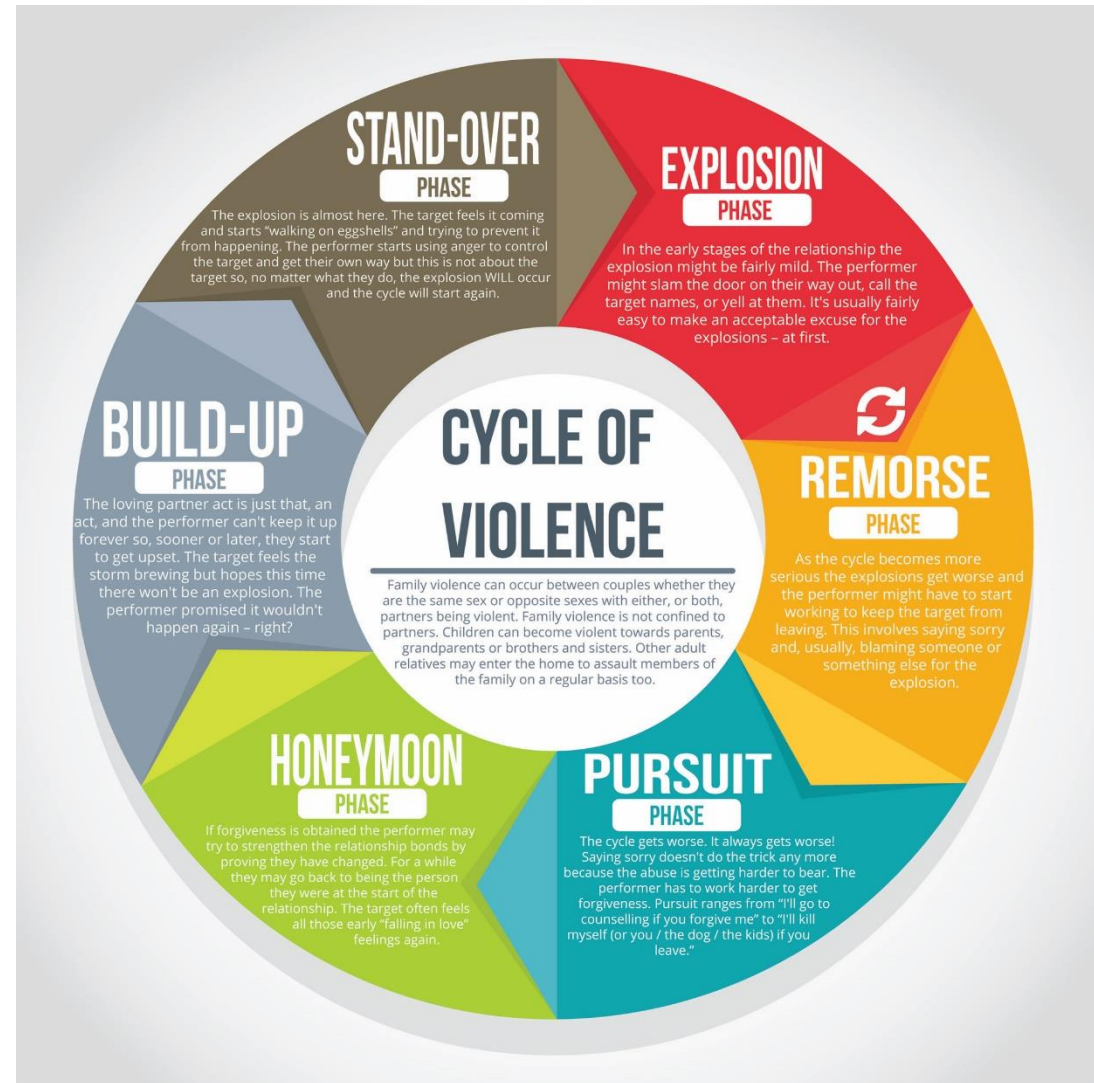 CYCLE OF
VIOLENCE
Family violence can occur between couples whether they
are the same sex or opposite sexes with either, or both,
partners being violent. Family violence is not confined to
partners. Children can become violent towards parents,
grandparents or brothers and sisters. Other adult
relatives may enter the home to assault members of
the family on a regular basis too.
EXPLOSION
PHASE
In the early stages of the relationship the
explosion might be fairly mild. The performer
might slam the door on their way out, call the
target names, or yell at them. It's usually fairly
easy to make an acceptable excuse for the
explosions – at first.
REMORSE
PHASE
As the cycle becomes more
serious the explosions get worse and
the performer might have to start
working to keep the target from
leaving. This involves saying sorry
and, usually, blaming someone or
something else for the
explosion.
PURSUIT
PHASE
The cycle gets worse. It always gets worse!
Saying sorry doesn't do the trick any more
because the abuse is getting harder to bear. The
performer has to work harder to get
forgiveness. Pursuit ranges from “I'll go to
counselling if you forgive me” to “I'll kill
myself (or you / the dog / the kids) if you
leave.”
HONEYMOON
PHASE
If forgiveness is obtained the performer may
try to strengthen the relationship bonds by
proving they have changed. For a while
they may go back to being the person
they were at the start of the
relationship. The target often feels
all those early “falling in love”
feelings again.
BUILD-UP
PHASE
The loving partner act is just that, an
act, and the performer can't keep it up
forever so, sooner or later, they start
to get upset. The target feels the
storm brewing but hopes this time
there won't be an explosion. The
performer promised it wouldn't
happen again – right?
STAND-OVER
PHASE
The explosion is almost here. The target feels it coming
and starts “walking on eggshells” and trying to prevent it
from happening. The performer starts using anger to control
the target and get their own way but this is not about the
target so, no matter what they do, the explosion WILL occur
and the cycle will start again.